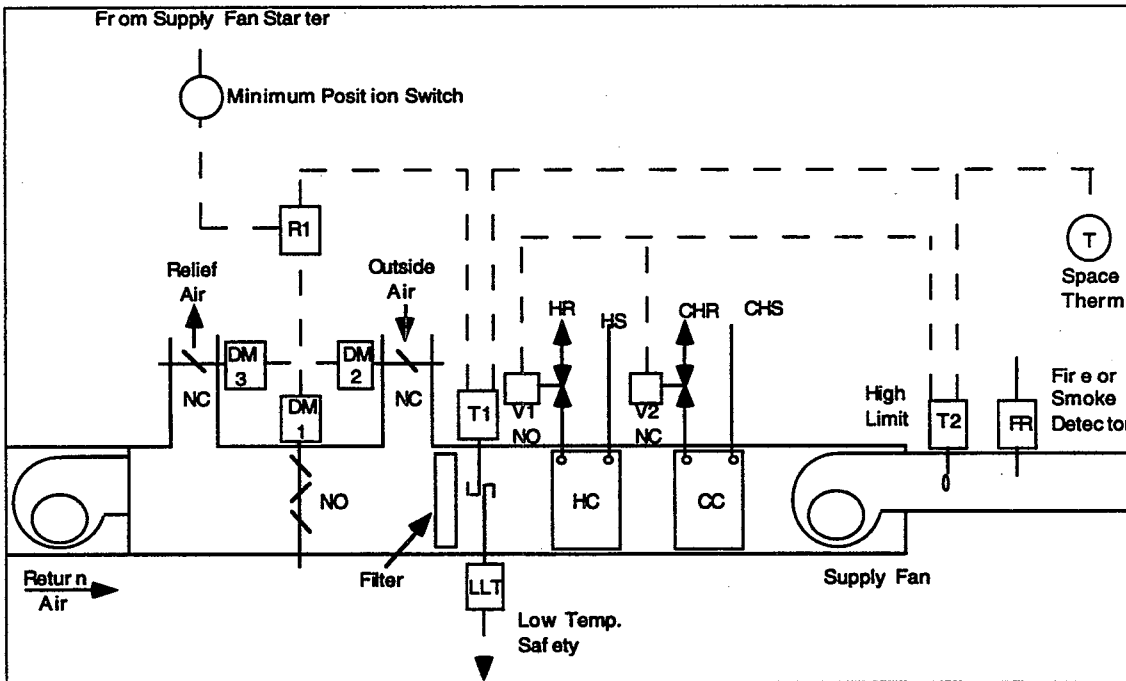 From Supply Fan Starter
Minimum Position Switch
R1
T
Space
Therm
Relief
Air
Outside
Air
HR
HS
CHR
CHS
DM
3
DM
2
NC
NC
DM
1
T1
V1
NO
V2
NC
High
Limit
T2
FR
Fire or
Smoke
Detector
NO
HC
CC
Return
Air
Filter
LLT
Low Temp.
Safety
Supply Fan